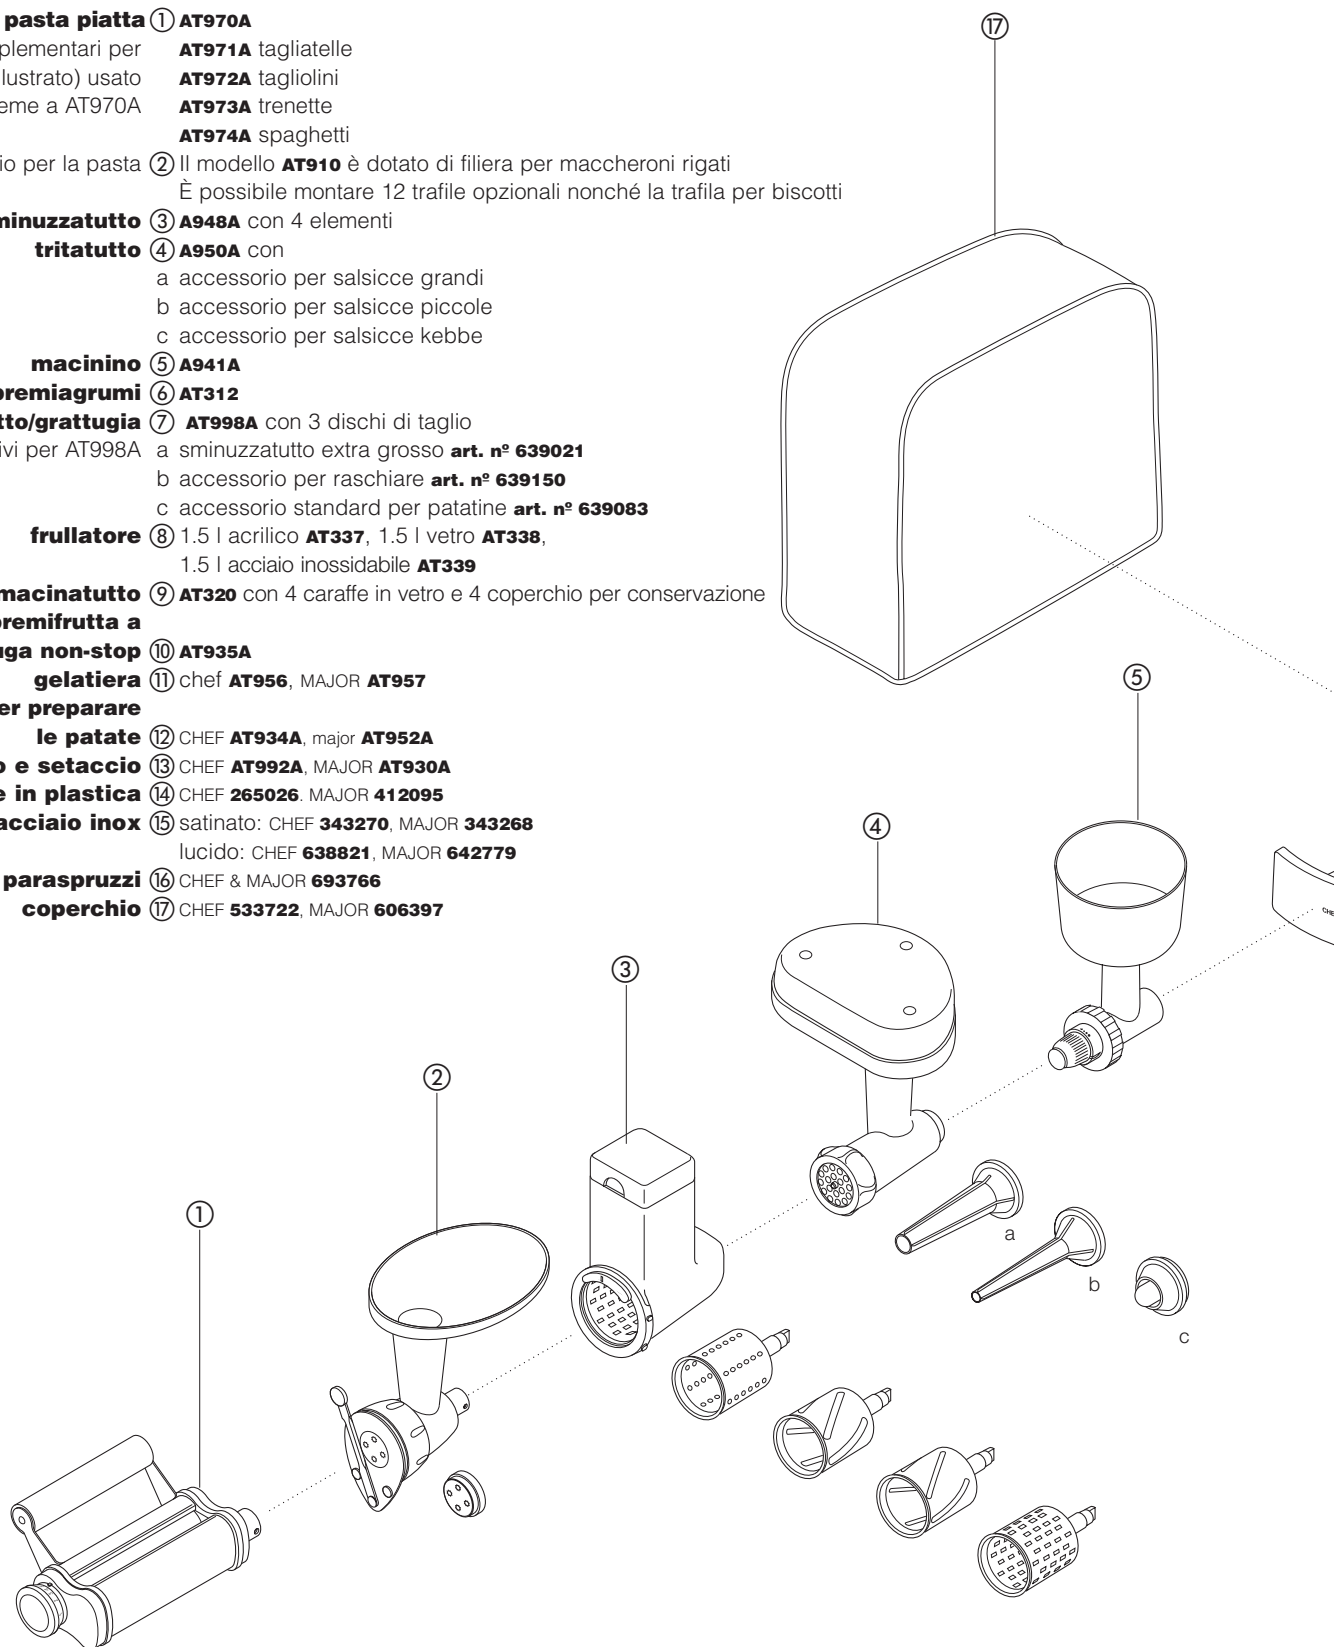 pasta piatta ① AT970A
plementari per AT971A tagliatelle
lustrato) usato AT972A tagliolini
eme a AT970A AT973A trenette
AT974A spaghetti
io per la pasta ② Il modello AT910 è dotato di filiera per maccheroni rigati
È possibile montare 12 trafile opzionali nonché la trafila per biscotti
minuzzatutto ③ A948A con 4 elementi
tritatutto ④ A950A con
a accessorio per salsicce grandi
b accessorio per salsicce piccole
c accessorio per salsicce kebbe
macinino ⑤ A941A
premiagrumi ⑥ AT312
tto/grattugia ⑦ AT998A con 3 dischi di taglio
ivi per AT998A a sminuzzatutto extra grosso art. nº 639021
b accessorio per raschiare art. nº 639150
c accessorio standard per patatine art. nº 639083
frullatore ⑧ 1.5 l acrilico AT337, 1.5 l vetro AT338,
1.5 l acciaio inossidabile AT339
macinatutto ⑨ AT320 con 4 caraffe in vetro e 4 coperchio per conservazione
premifrutta a
uga non-stop ⑩ AT935A
gelatiera ⑪ chef AT956, MAJOR AT957
er preparare
le patate ⑫ CHEF AT934A, major AT952A
o e setaccio ⑬ CHEF AT992A, MAJOR AT930A
e in plastica ⑭ CHEF 265026. MAJOR 412095
acciaio inox ⑮ satinato: CHEF 343270, MAJOR 343268
lucido: CHEF 638821, MAJOR 642779
paraspruzzi ⑯ CHEF & MAJOR 693766
coperchio ⑰ CHEF 533722, MAJOR 606397
⑰
⑤
④
③
②
①
a
b
c
CHE